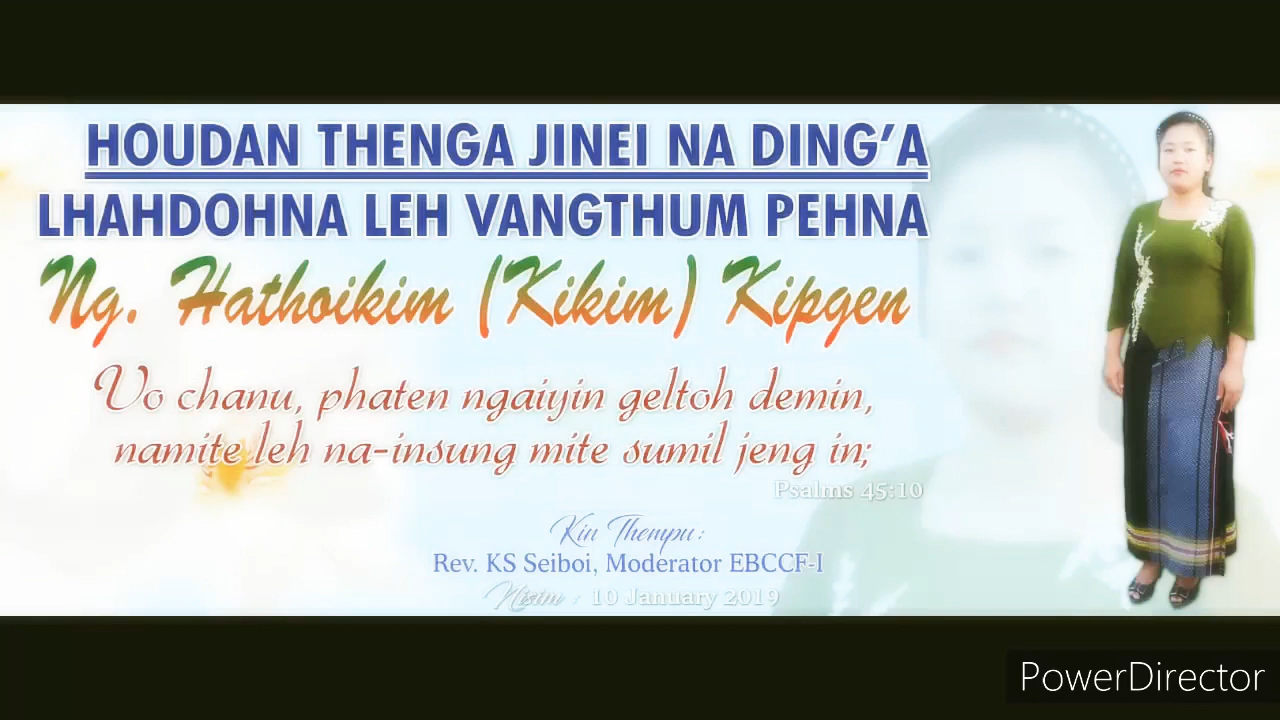 HOUDAN THENGA JINEI NA DING’A
LHAHDOHNA LEH VANGTHUM PEHNA
Ng. Hathoikim (Kikim) Kipgen
Vo chanu, phaten ngaiyin geltoh demin,
namite leh na-insung mite sumil jeng in;
Psalms 45:10
Kin Thempu:
Rev. KS Seiboi, Moderator EBCCF-I
Nisim : 10 January 2019
PowerDirector